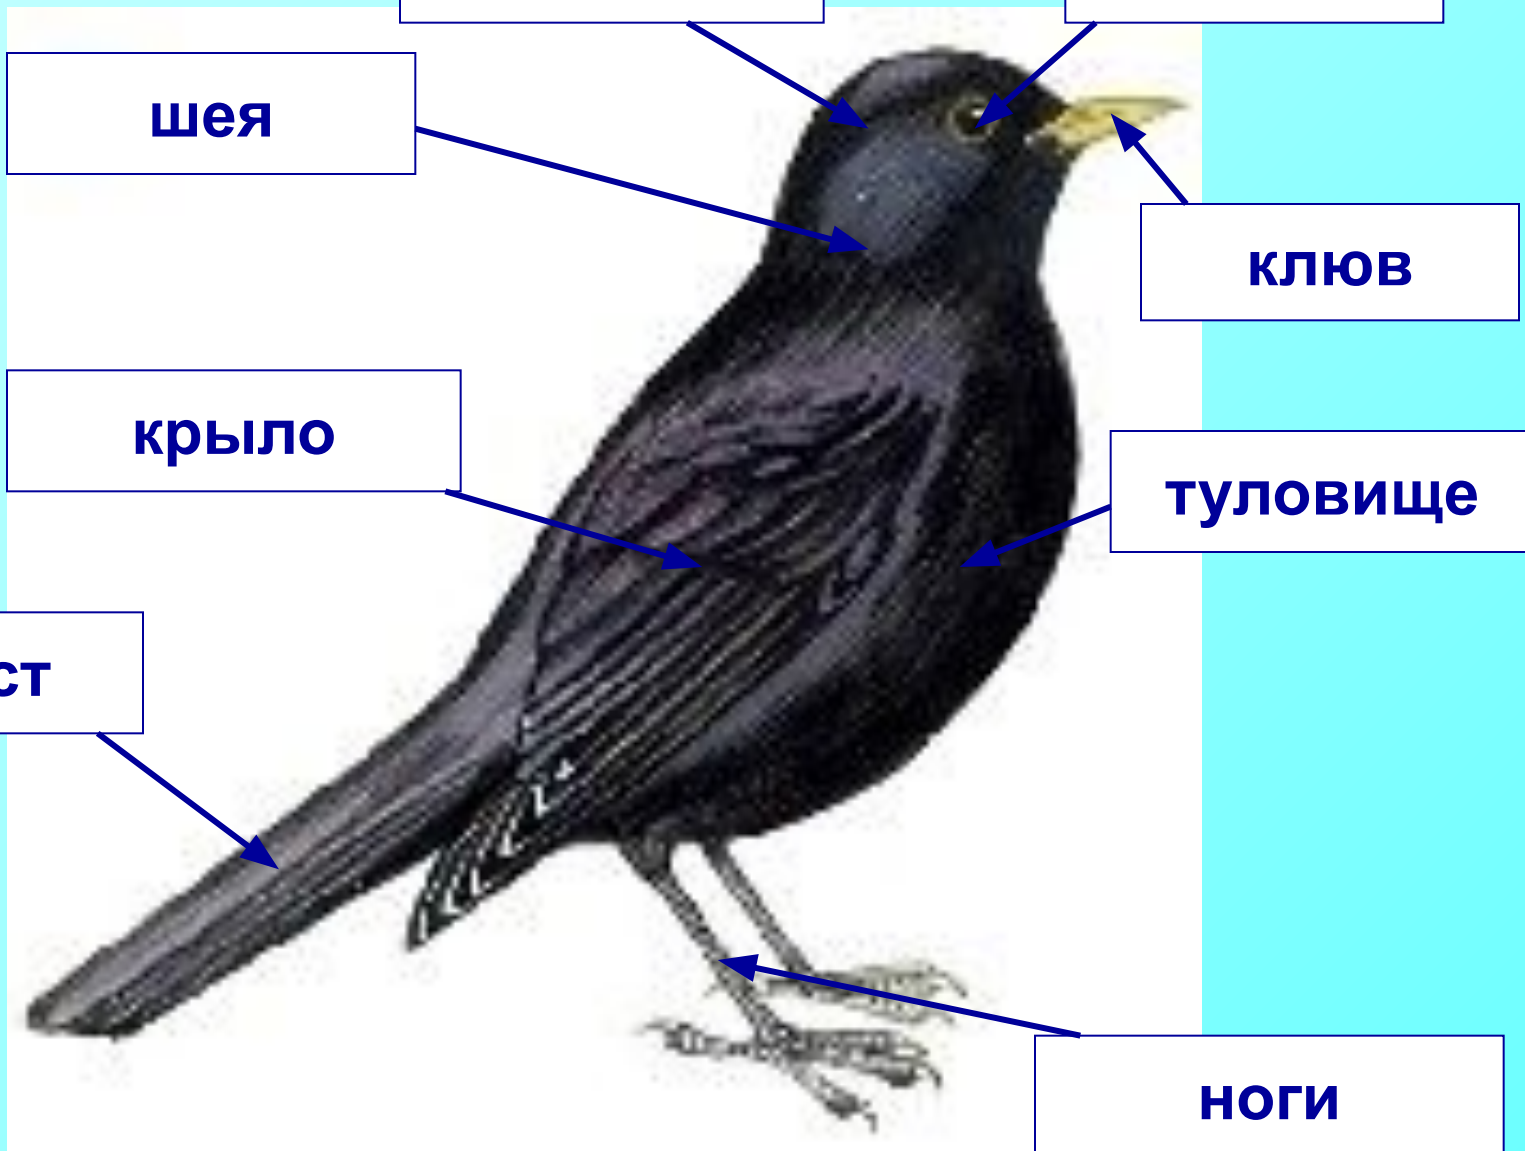 шея
клюв
крыло
туловище
ст
ноги